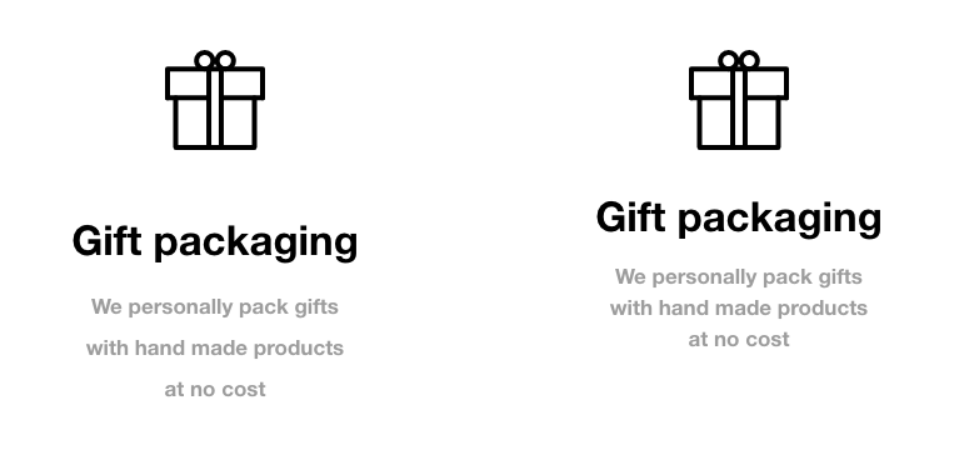 Gift packaging
We personally pack gifts
with hand made products
at no cost
Gift packaging
We personally pack gifts
with hand made products
at no cost